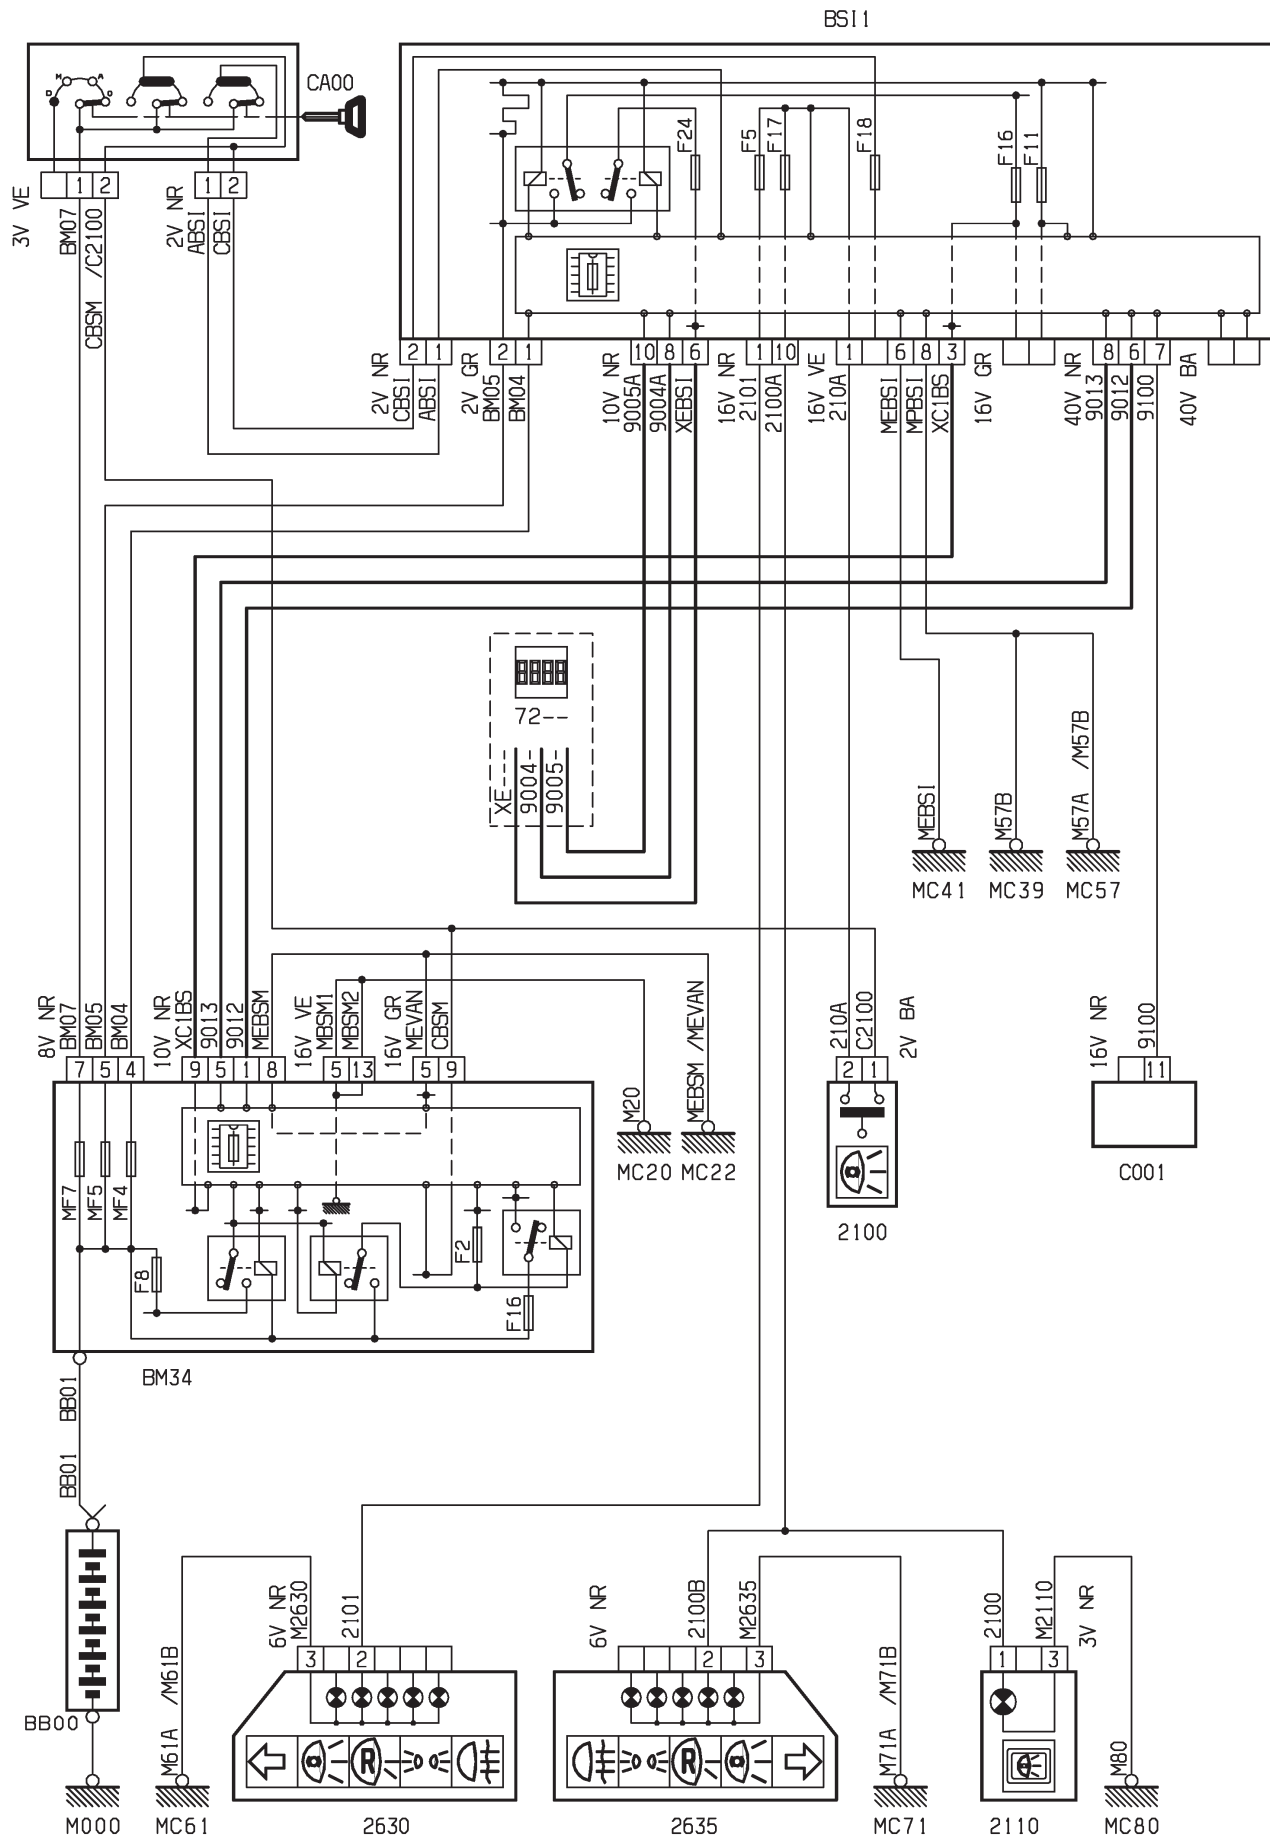 BSI1
CA00
M A
D O
1 2
1 2
3V VE
BM07
CBSM /C2100
2V NR
ABSI
CBSI
F24
F5
F17
F18
F16
F11
2 1
2 1
10 8 6
1 10
1 6 8 3
8 6 7
2V NR
CBSI
ABSI
2V GR
BM05
BM04
10V NR
9005A
9004A
XEBSI
16V NR
2101
2100A
16V VE
210A
MEBSI
MPBSI
XC1BS
16V GR
40V NR
9013
9012
9100
40V BA
8888
72--
XE----
9004-
9005-
MEBSI
M57B
M57A /M57B
MC41
MC39
MC57
8V NR
BM07
BM05
BM04
10V NR
XC1BS
9013
9012
MEBSM
16V VE
MBSM1
MBSM2
16V GR
MEVAN
CBSM
7 5 4
9 5 1 8
5 13
5 9
M20
MEBSM /MEVAN
MC20
MC22
210A
C2100
2V BA
2 1
2100
16V NR
9100
11
C001
MF7
MF5
MF4
F8
F2
F16
BM34
BB01
BB01
BB00
M000
M61A /M61B
MC61
6V NR
M2630
2101
3 2
R
2630
6V NR
2100B
M2635
2 3
R
2635
M71A /M71B
MC71
2100
M2110
3V NR
1 3
2110
M80
MC80